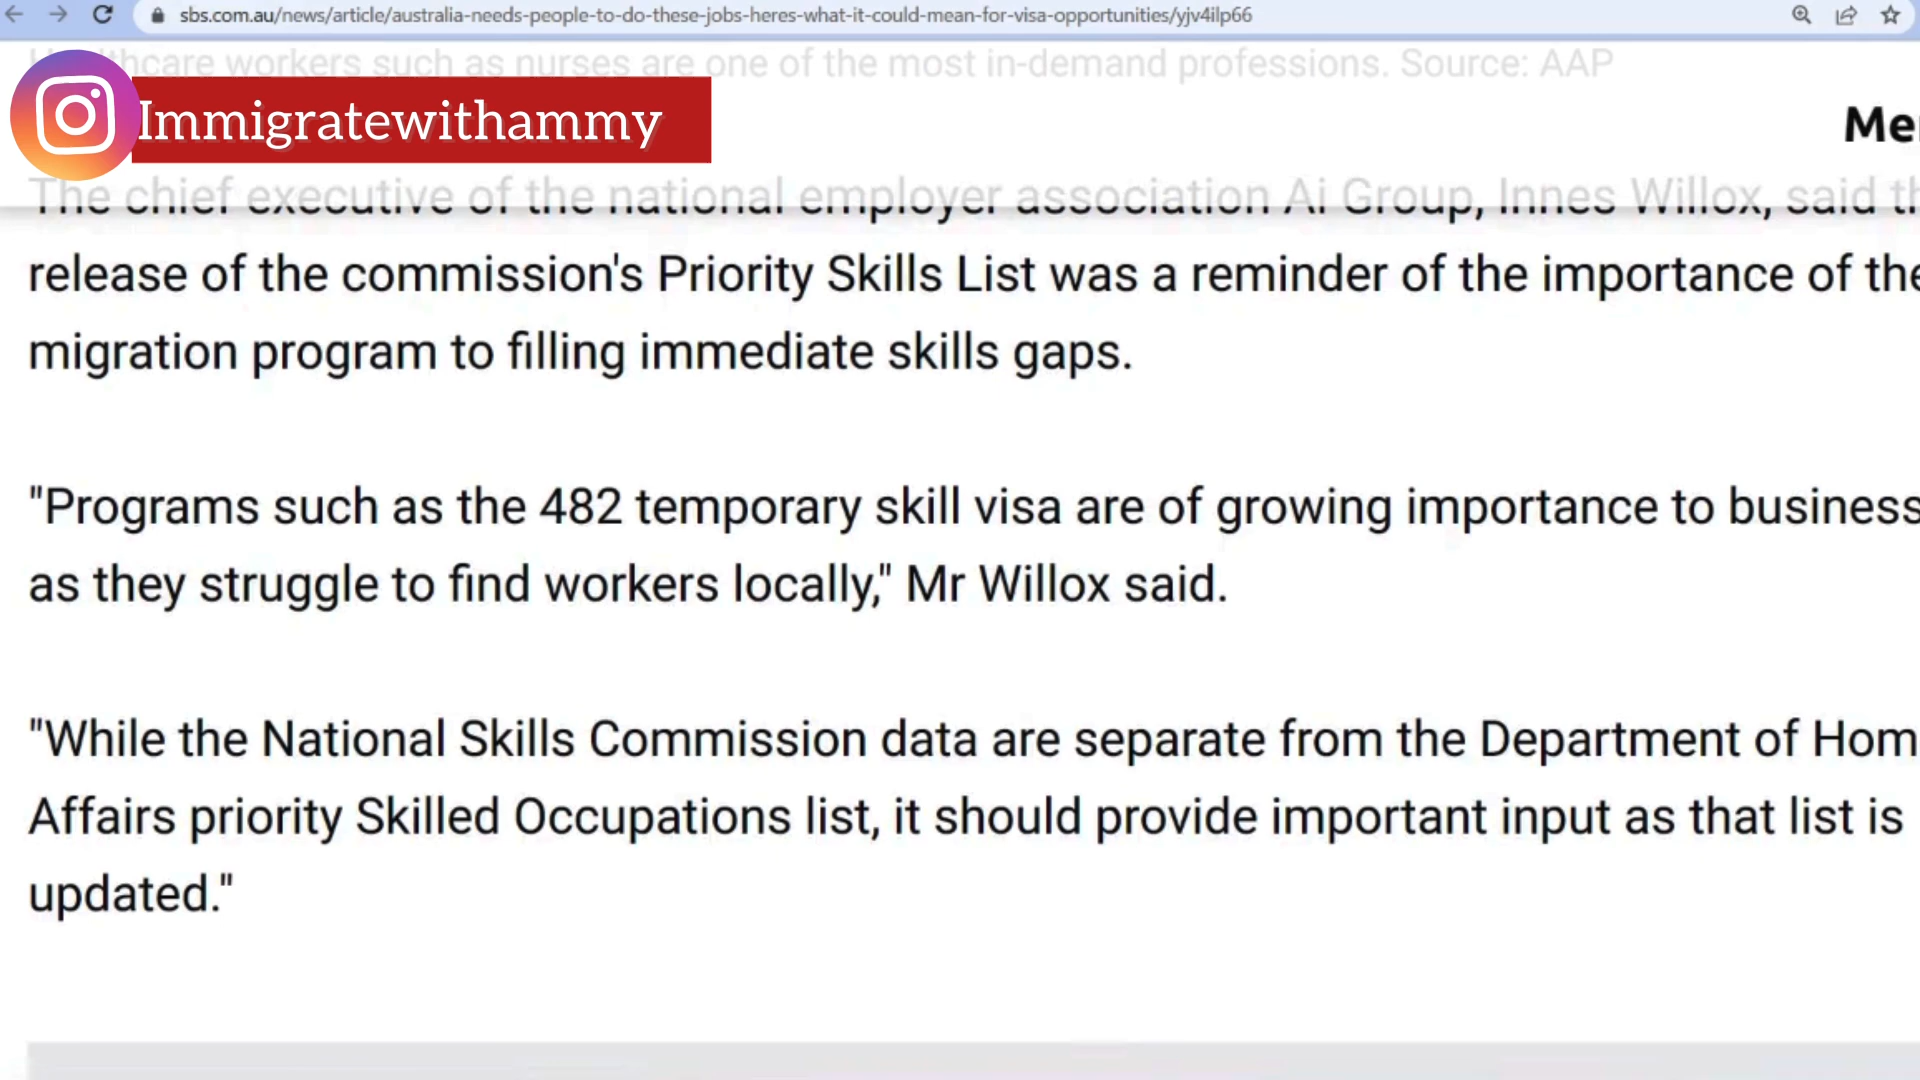 sbs.com.au/news/article/australia-needs-people-to-do-these-jobs-heres-what-it-could-mean-for-visa-opportunities/yjv4ilp66
workers such as nurses are one of the most in-demand professions. Source: AAP
Immigratewithammy
The chief executive of the national employer association Ai Group, Innes Willox, said
release of the commission's Priority Skills List was a reminder of the importance of the
migration program to filling immediate skills gaps.
"Programs such as the 482 temporary skill visa are of growing importance to business
as they struggle to find workers locally," Mr Willox said.
"While the National Skills Commission data are separate from the Department of Hom
Affairs priority Skilled Occupations list, it should provide important input as that list is
updated."